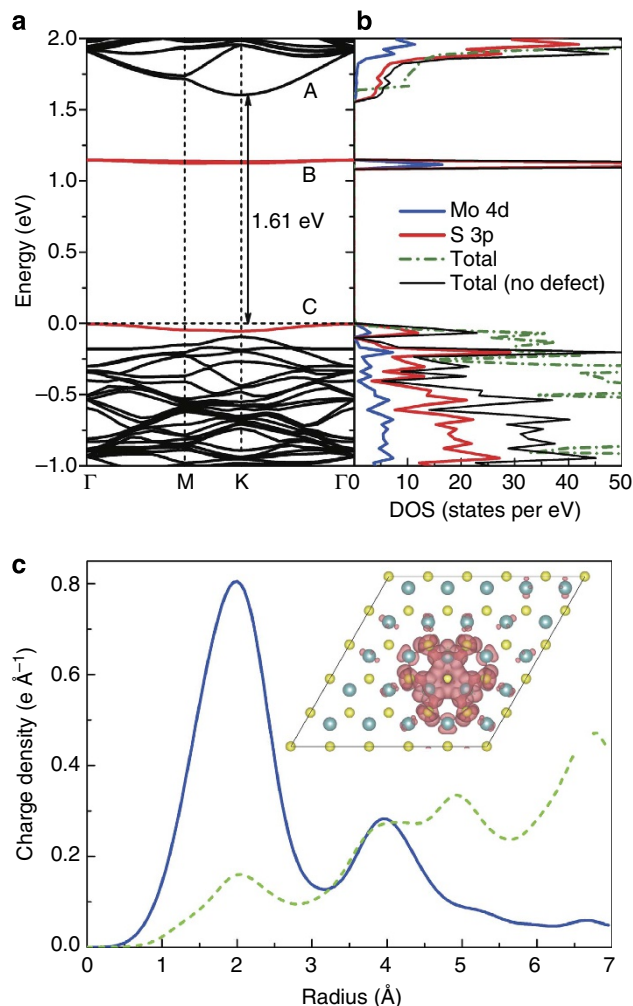 a
b
2.0
1.5
1.0
0.5
0.0
−0.5
−1.0
Energy (eV)
A
B
C
1.61 eV
Γ
M
K
Γ
Mo 4d
S 3p
Total
Total (no defect)
0
10
20
30
40
50
DOS (states per eV)
c
0.8
0.6
0.4
0.2
0.0
Charge density (e Å−1)
0
1
2
3
4
5
6
7
Radius (Å)